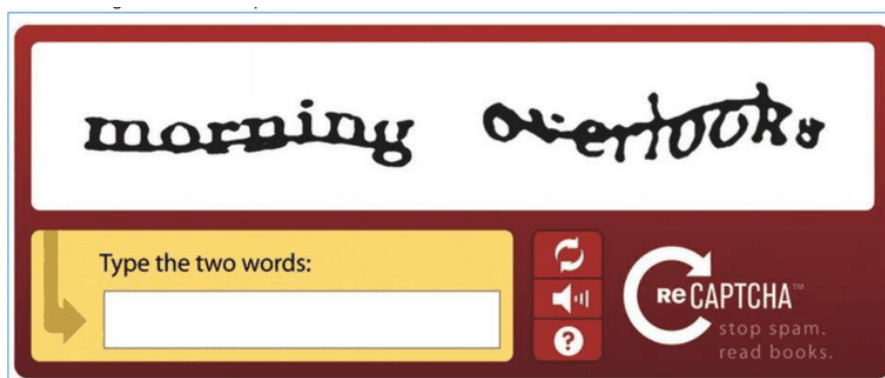 morning overlooks
Type the two words:
reCAPTCHA™
stop spam.
read books.